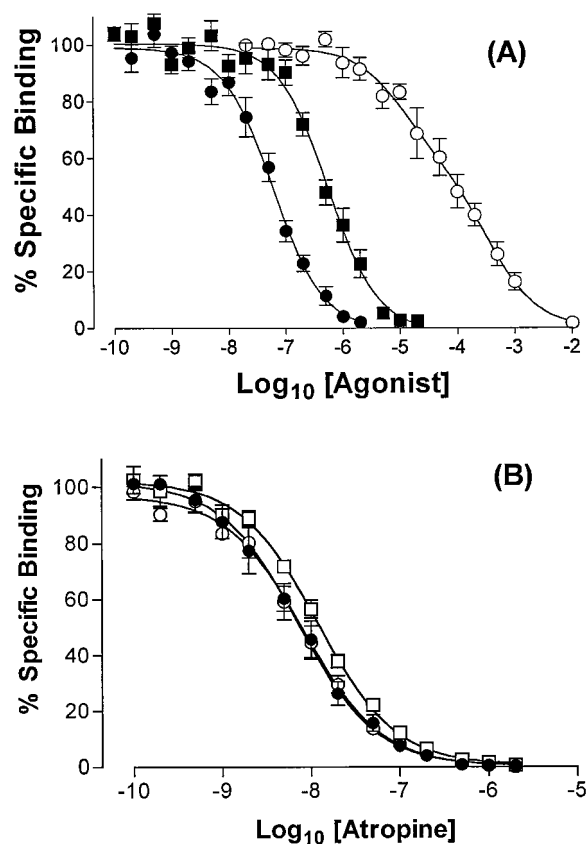 (A)
% Specific Binding
100
80
60
40
20
0
-10 -9 -8 -7 -6 -5 -4 -3 -2
Log10 [Agonist]
(B)
% Specific Binding
100
80
60
40
20
0
-10 -9 -8 -7 -6 -5
Log10 [Atropine]